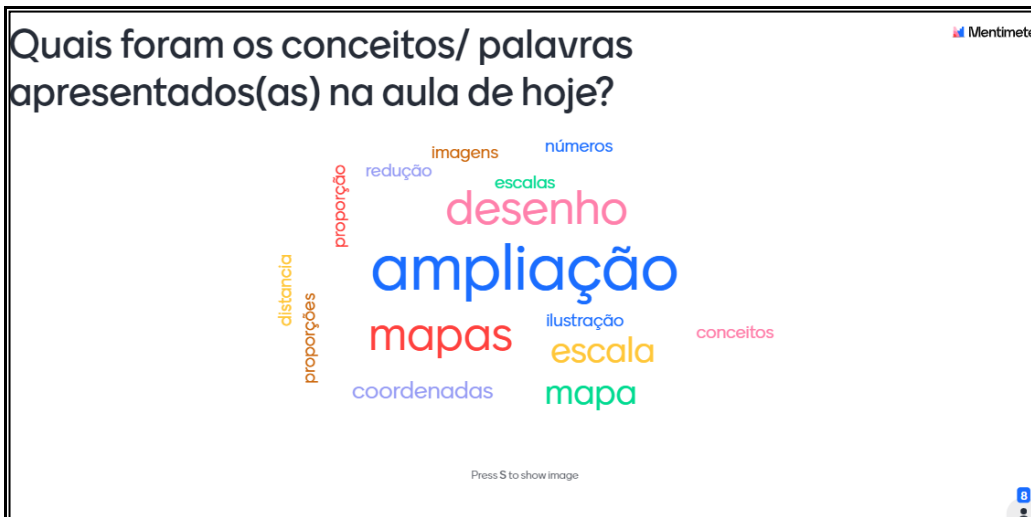 Quais foram os conceitos/ palavras
Mentimete
apresentados(as) na aula de hoje?
números
imagens
redução
proporção
escalas
desenho
ampliação
distancia
proporções
mapas
ilustração
conceitos
escala
coordenadas
mapa
Press S to show image
8